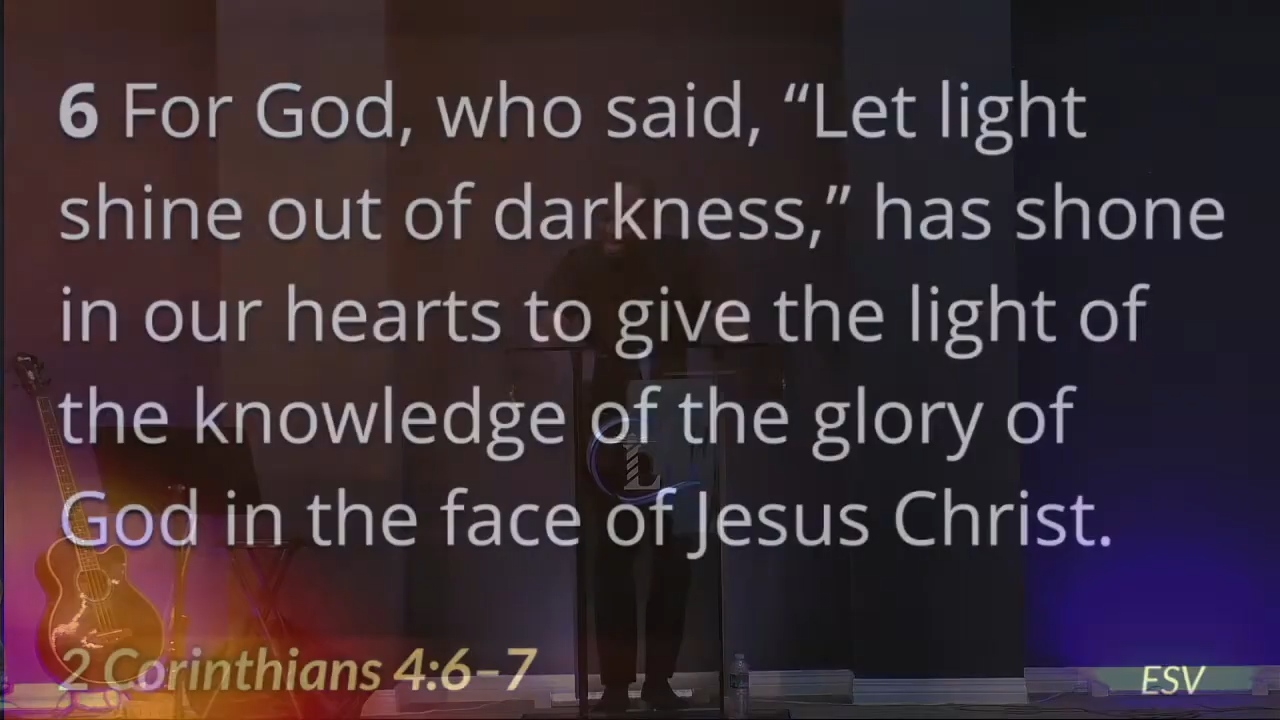 6 For God, who said, “Let light
shine out of darkness,” has shone
in our hearts to give the light of
the knowledge of the glory of
God in the face of Jesus Christ.
2 Corinthians 4:6–7
ESV